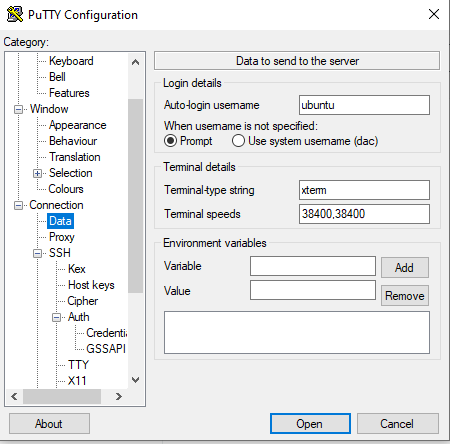 PuTTY Configuration
Category:
Keyboard
Bell
Features
Window
Appearance
Behaviour
Translation
Selection
Colours
Connection
Data
Proxy
SSH
Kex
Host keys
Cipher
Auth
Credentia
GSSAPI
TTY
X11
Data to send to the server
Login details
Auto-login username ubuntu
When username is not specified:
Prompt Use system username (dac)
Terminal details
Terminal-type string xterm
Terminal speeds 38400,38400
Environment variables
Variable Add
Value Remove
About Open Cancel